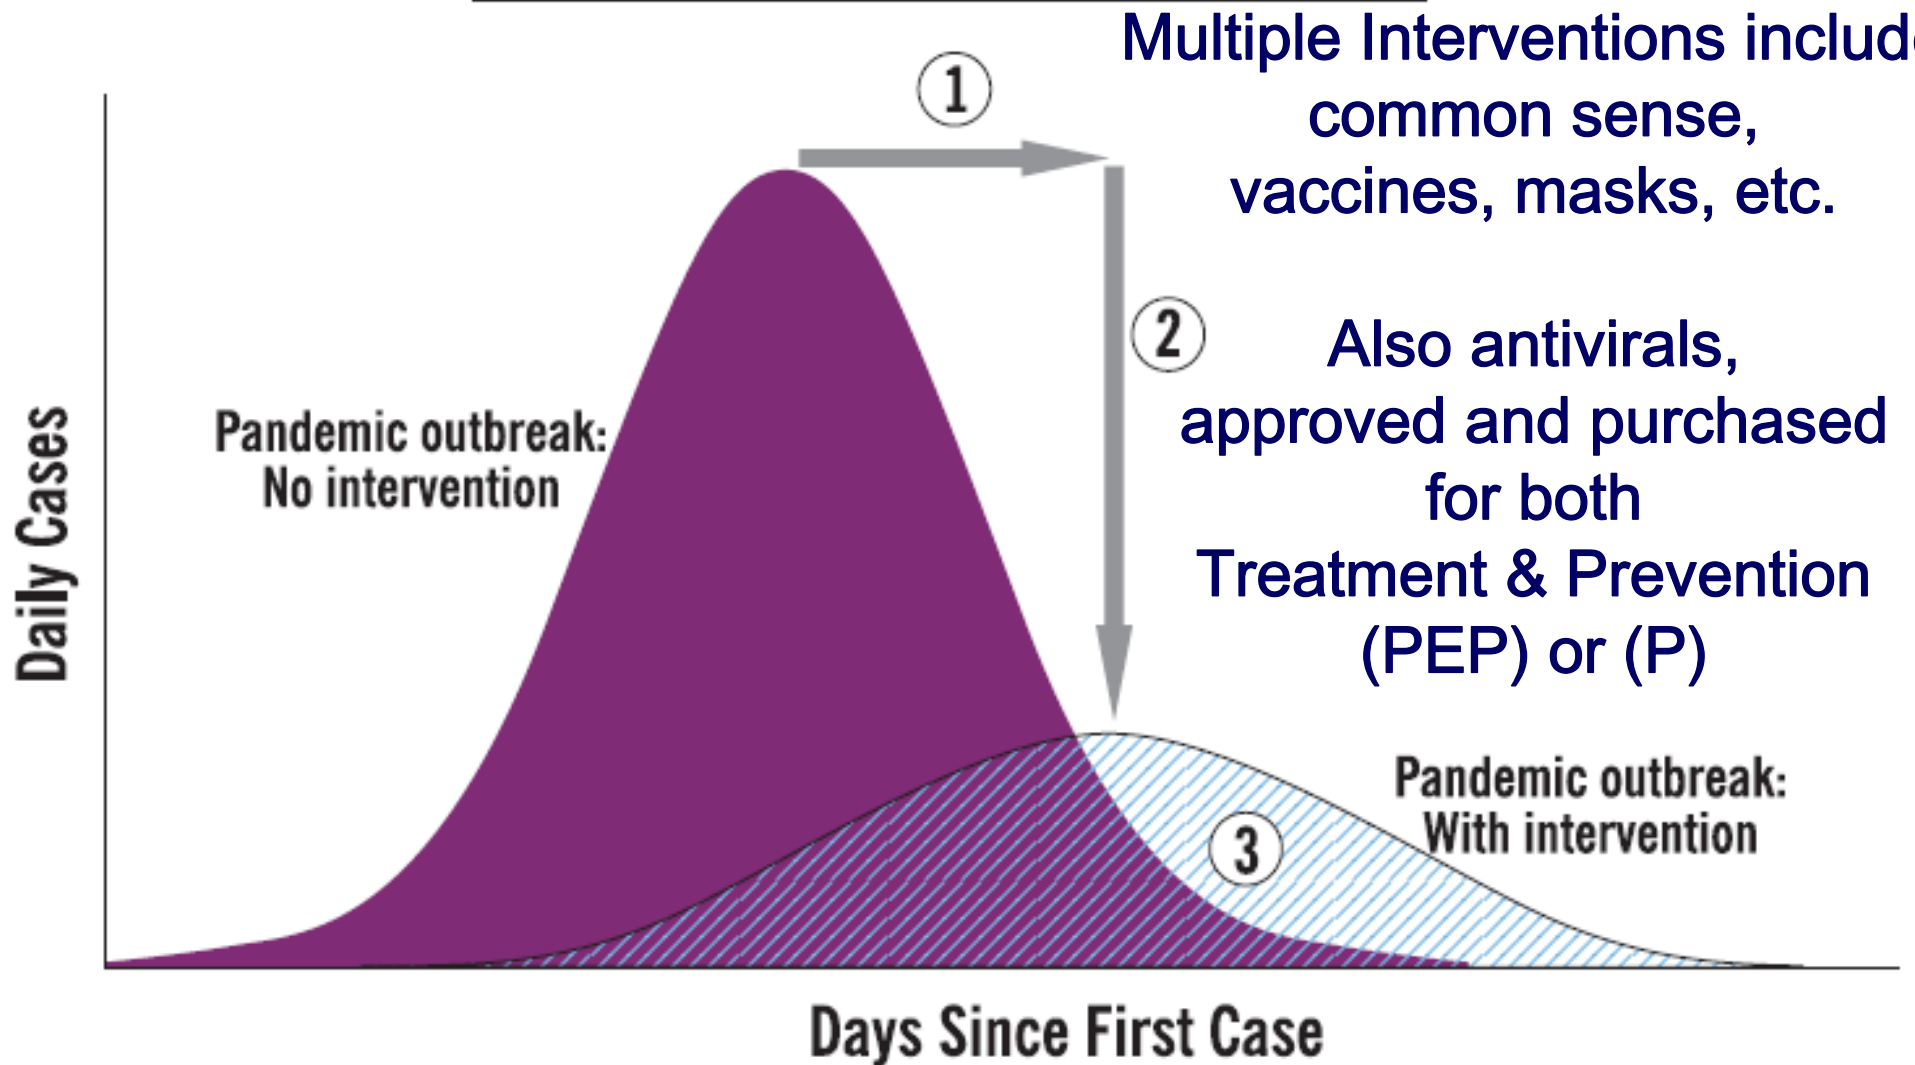 Multiple Interventions include
common sense,
vaccines, masks, etc.
Also antivirals,
approved and purchased
for both
Treatment & Prevention
(PEP) or (P)
1
2
3
Pandemic outbreak:
No intervention
Pandemic outbreak:
With intervention
Daily Cases
Days Since First Case